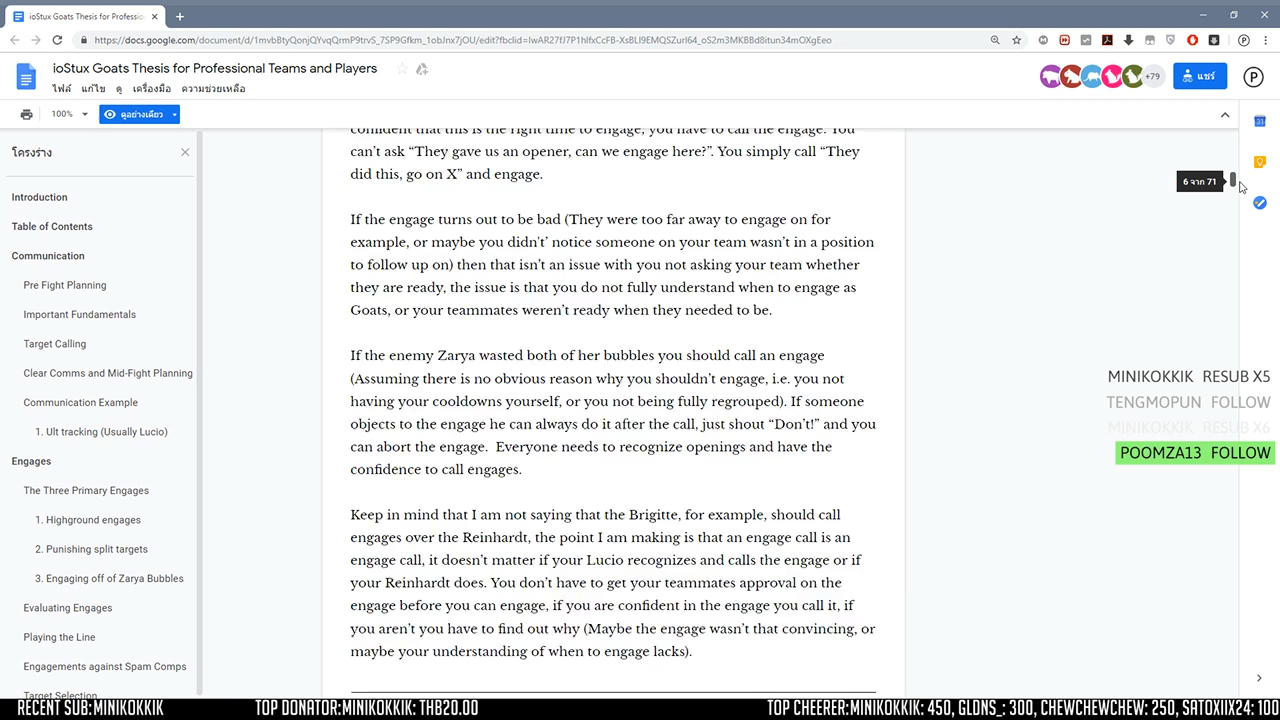 ioStux Goats Thesis for Professio
https://docs.google.com/document/d/1mvbBtyQonjQYvqQrmP9trvS_7SP9Gfkm_1obJnx7jOU/edit?fbclid=IwAR27fJ7P1hIfxCcFB-XsBLl9EMQSZurl64_oS2m3MKBBd8itun34mOXgEeo
ioStux Goats Thesis for Professional Teams and Players
ไฟล์ แก้ไข ดู เครื่องมือ ความช่วยเหลือ
+79
แชร์
P
100%
ดูอย่างเดียว
โครงร่าง
Introduction
Table of Contents
Communication
Pre Fight Planning
Important Fundamentals
Target Calling
Clear Comms and Mid-Fight Planning
Communication Example
1. Ult tracking (Usually Lucio)
Engages
The Three Primary Engages
1. Highground engages
2. Punishing split targets
3. Engaging off of Zarya Bubbles
Evaluating Engages
Playing the Line
Engagements against Spam Comps
Target Selection
confident that this is the right time to engage, you have to call the engage. You
can't ask “They gave us an opener, can we engage here?”. You simply call “They
did this, go on X” and engage.
If the engage turns out to be bad (They were too far away to engage on for
example, or maybe you didn't' notice someone on your team wasn't in a position
to follow up on) then that isn't an issue with you not asking your team whether
they are ready, the issue is that you do not fully understand when to engage as
Goats, or your teammates weren't ready when they needed to be.
If the enemy Zarya wasted both of her bubbles you should call an engage
(Assuming there is no obvious reason why you shouldn't engage, i.e. you not
having your cooldowns yourself, or you not being fully regrouped). If someone
objects to the engage he can always do it after the call, just shout “Don't!” and you
can abort the engage.  Everyone needs to recognize openings and have the
confidence to call engages.
Keep in mind that I am not saying that the Brigitte, for example, should call
engages over the Reinhardt, the point I am making is that an engage call is an
engage call, it doesn't matter if your Lucio recognizes and calls the engage or if
your Reinhardt does. You don't have to get your teammates approval on the
engage before you can engage, if you are confident in the engage you call it, if
you aren't you have to find out why (Maybe the engage wasn't that convincing, or
maybe your understanding of when to engage lacks).
6 จาก 71
MINIKOKKIK RESUB X5
TENGMOPUN FOLLOW
MINIKOKKIK RESUB X6
POOMZA13 FOLLOW
RECENT SUB:MINIKOKKIK TOP DONATOR:MINIKOKKIK: THB20.00 TOP CHEERER:MINIKOKKIK: 450, GLDNS_: 300, CHEWCHEWCHEW: 250, SATOXIIX24: 100